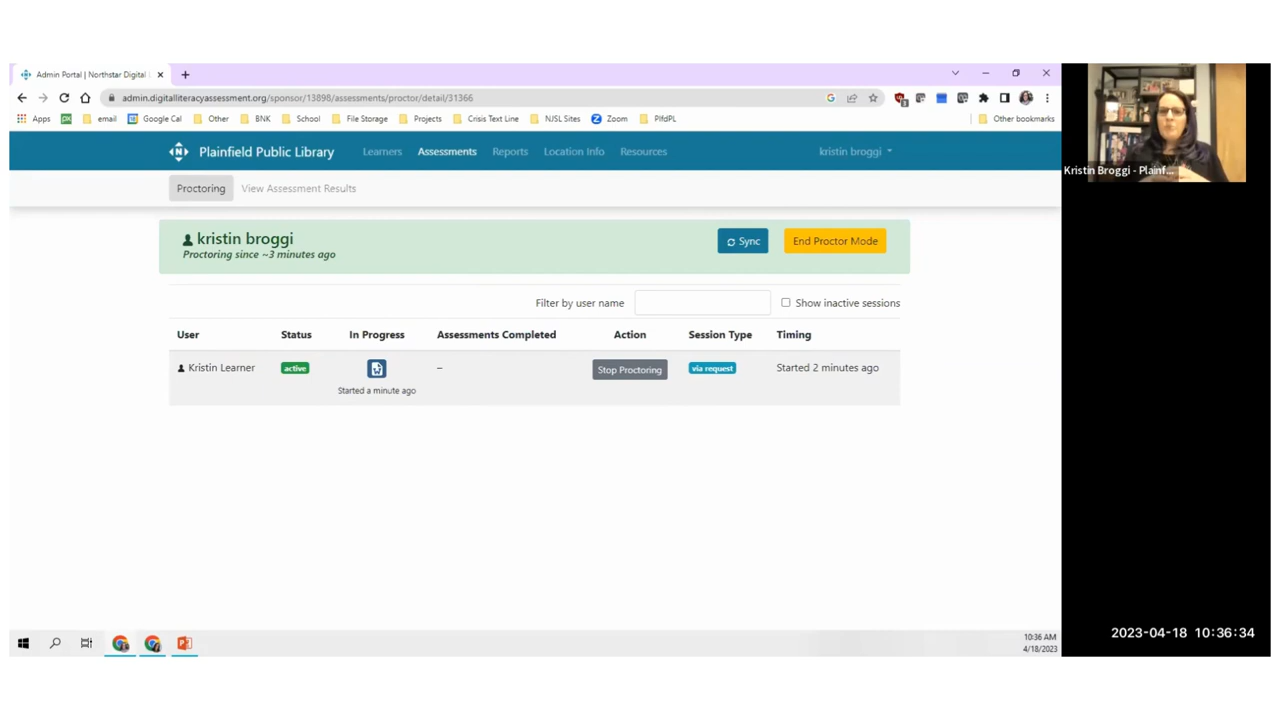 Admin Portal | Northstar Digital
admin.digitalliteracyassessment.org/sponsor/13898/assessments/proctor/detail/31366
Apps email Google Cal Other BNK School File Storage Projects Crisis Text Line NJSL Sites Zoom PlfdPL Other bookmarks
N Plainfield Public Library Learners Assessments Reports Location Info Resources kristin broggi
Proctoring View Assessment Results
kristin broggi
Proctoring since ~3 minutes ago
Sync End Proctor Mode
Filter by user name Show inactive sessions
User Status In Progress Assessments Completed Action Session Type Timing
Kristin Learner active – Stop Proctoring via request Started 2 minutes ago
Started a minute ago
Kristin Broggi - Plainf...
10:36 AM
4/18/2023
2023-04-18 10:36:34